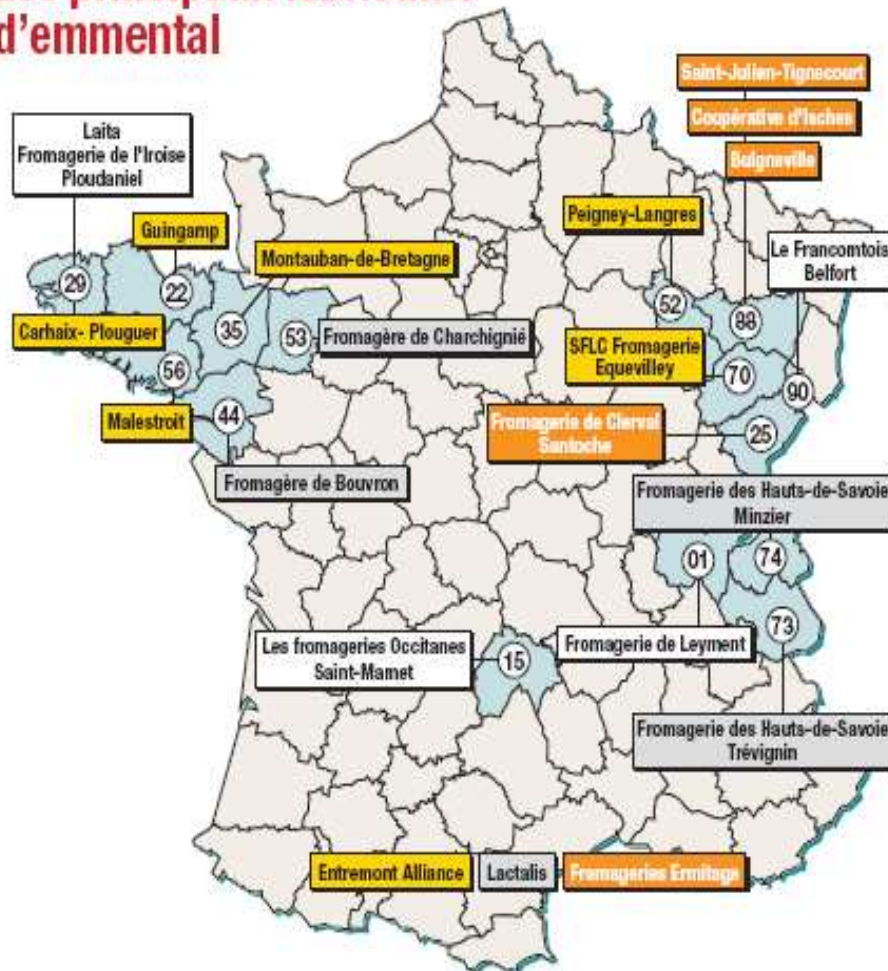 d'emmental
Saint-Julien-Tignecourt
Coopérative d'Isches
Bulgneville
Laita
Fromagerie de l'Iroise
Ploudaniel
Peigney-Langres
Guingamp
Montauban-de-Bretagne
Le Francomtois
Belfort
29
22
35
53
52
88
Carhaix- Plouguer
Fromagère de Charchignié
SFLC Fromagerie
Equevilley
70
90
56
44
Malestroit
Fromagerie de Clerval
Santoche
25
Fromagère de Bouvron
Fromagerie des Hauts-de-Savoie
Minzier
01
74
73
Les fromageries Occitanes
Saint-Mamet
15
Fromagerie de Leyment
Fromagerie des Hauts-de-Savoie
Trévignin
Entremont Alliance
Lactalis
Fromageries Ermitage